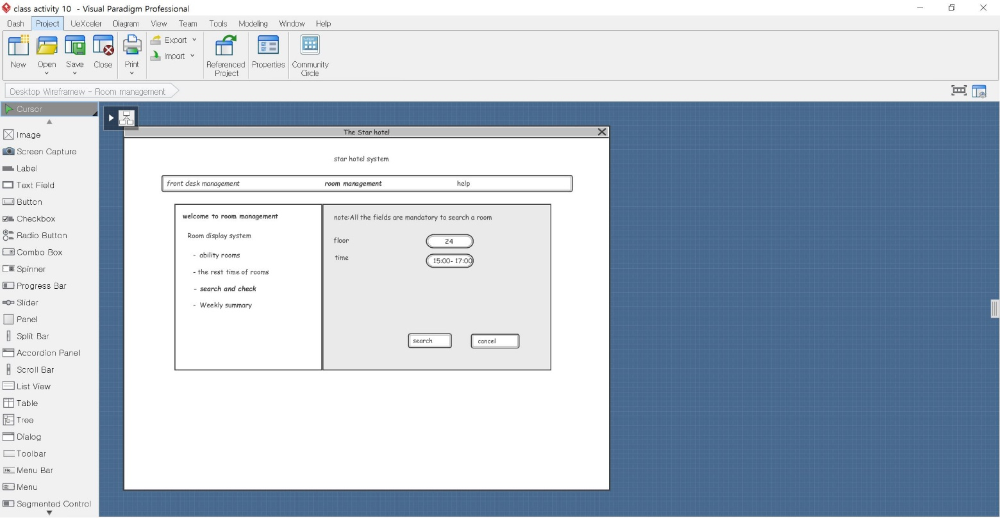 class activity 10 - Visual Paradigm Professional
Dash Project UeXceler Diagram View Team Tools Modeling Window Help
New
Open
Save
Close
Print
Export
Import
Referenced
Project
Properties
Community
Circle
Desktop Wireframew - Room management
Cursor
Image
Screen Capture
Label
Text Field
Button
Checkbox
Radio Button
Combo Box
Spinner
Progress Bar
Slider
Panel
Split Bar
Accordion Panel
Scroll Bar
List View
Table
Tree
Dialog
Toolbar
Menu Bar
Menu
Segmented Control
The Star hotel
star hotel system
front desk management room management help
welcome to room management
Room display system
- ability rooms
- the rest time of rooms
- search and check
- Weekly summary
note:All the fields are mandatory to search a room
floor 24
time 15:00- 17:00
search cancel